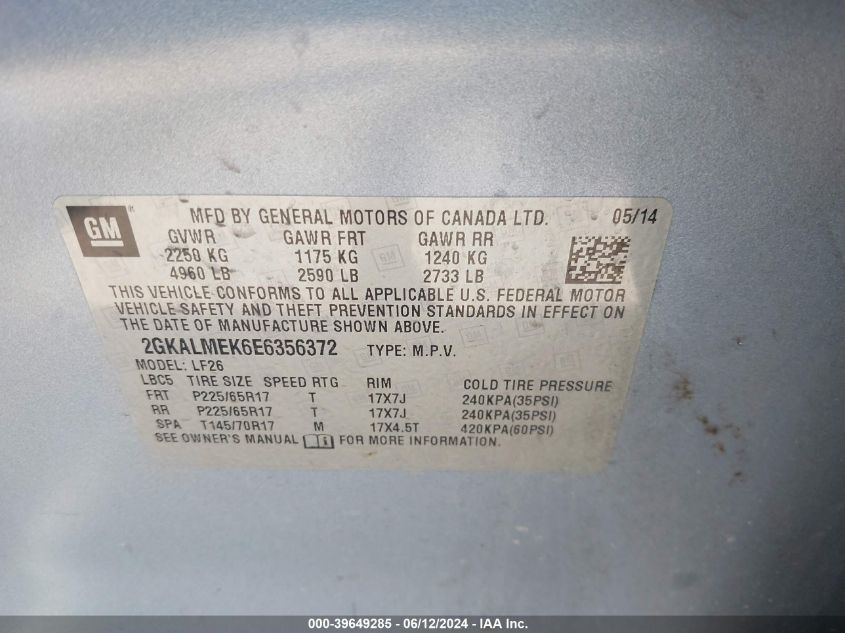 GM MFD BY GENERAL MOTORS OF CANADA LTD. 05/14
GVWR GAWR FRT GAWR RR
2250 KG 1175 KG 1240 KG
4960 LB 2590 LB 2733 LB
THIS VEHICLE CONFORMS TO ALL APPLICABLE U.S. FEDERAL MOTOR
VEHICLE SAFETY AND THEFT PREVENTION STANDARDS IN EFFECT ON
THE DATE OF MANUFACTURE SHOWN ABOVE.
2GKALMEK6E6356372 TYPE: M.P.V.
MODEL: LF26
LBC5 TIRE SIZE SPEED RTG RIM COLD TIRE PRESSURE
FRT P225/65R17 T 17X7J 240KPA(35PSI)
RR P225/65R17 T 17X7J 240KPA(35PSI)
SPA T145/70R17 M 17X4.5T 420KPA(60PSI)
SEE OWNER'S MANUAL FOR MORE INFORMATION.
000-39649285 - 06/12/2024 - IAA Inc.